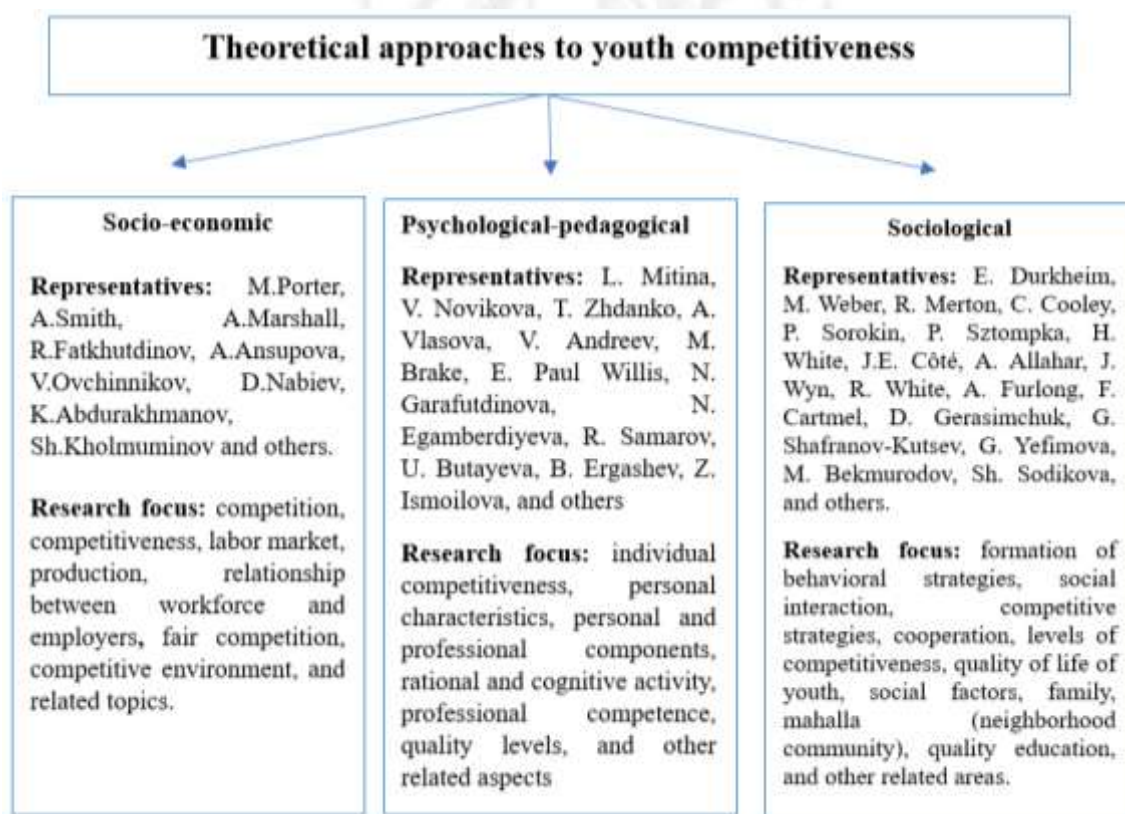 Theoretical approaches to youth competitiveness
Socio-economic
Representatives: M.Porter,
A.Smith, A.Marshall,
R.Fatkhutdinov, A.Ansupova,
V.Ovchinnikov, D.Nabiev,
K.Abdurakhmanov,
Sh.Kholmuminov and others.
Research focus: competition,
competitiveness, labor market,
production, relationship
between workforce and
employers, fair competition,
competitive environment, and
related topics.
Psychological-pedagogical
Representatives: L. Mitina,
V. Novikova, T. Zhdanko, A.
Vlasova, V. Andreev, M.
Brake, E. Paul Willis, N.
Garafutdinova, N.
Egamberdiyeva, R. Samarov,
U. Butayeva, B. Ergashev, Z.
Ismoilova, and others
Research focus: individual
competitiveness, personal
characteristics, personal and
professional components,
rational and cognitive activity,
professional competence,
quality levels, and other
related aspects
Sociological
Representatives: E. Durkheim,
M. Weber, R. Merton, C. Cooley,
P. Sorokin, P. Sztompka, H.
White, J.E. Côté, A. Allahar, J.
Wyn, R. White, A. Furlong, F.
Cartmel, D. Gerasimchuk, G.
Shafranov-Kutsev, G. Yefimova,
M. Bekmurodov, Sh. Sodikova,
and others.
Research focus: formation of
behavioral strategies, social
interaction, competitive
strategies, cooperation, levels of
competitiveness, quality of life of
youth, social factors, family,
mahalla (neighborhood
community), quality education,
and other related areas.